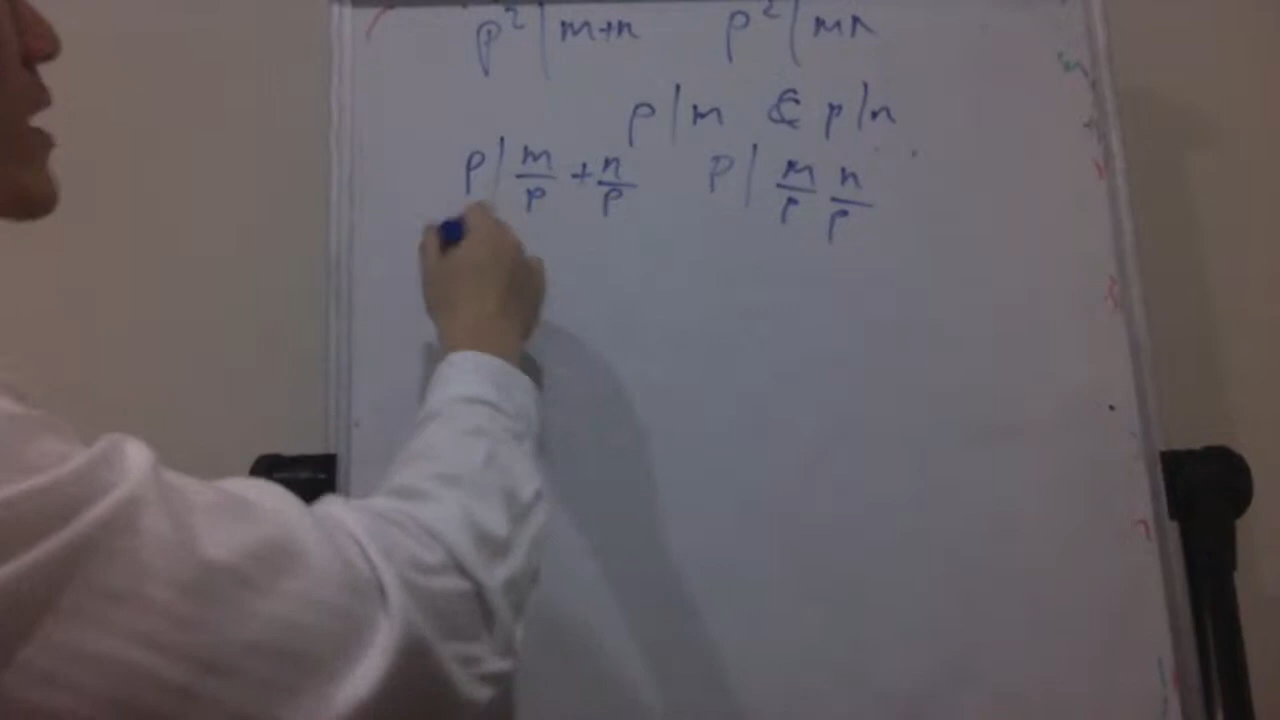 p² | m+n p² | mn
p | m & p | n
p | m/p + n/p p | m/p n/p